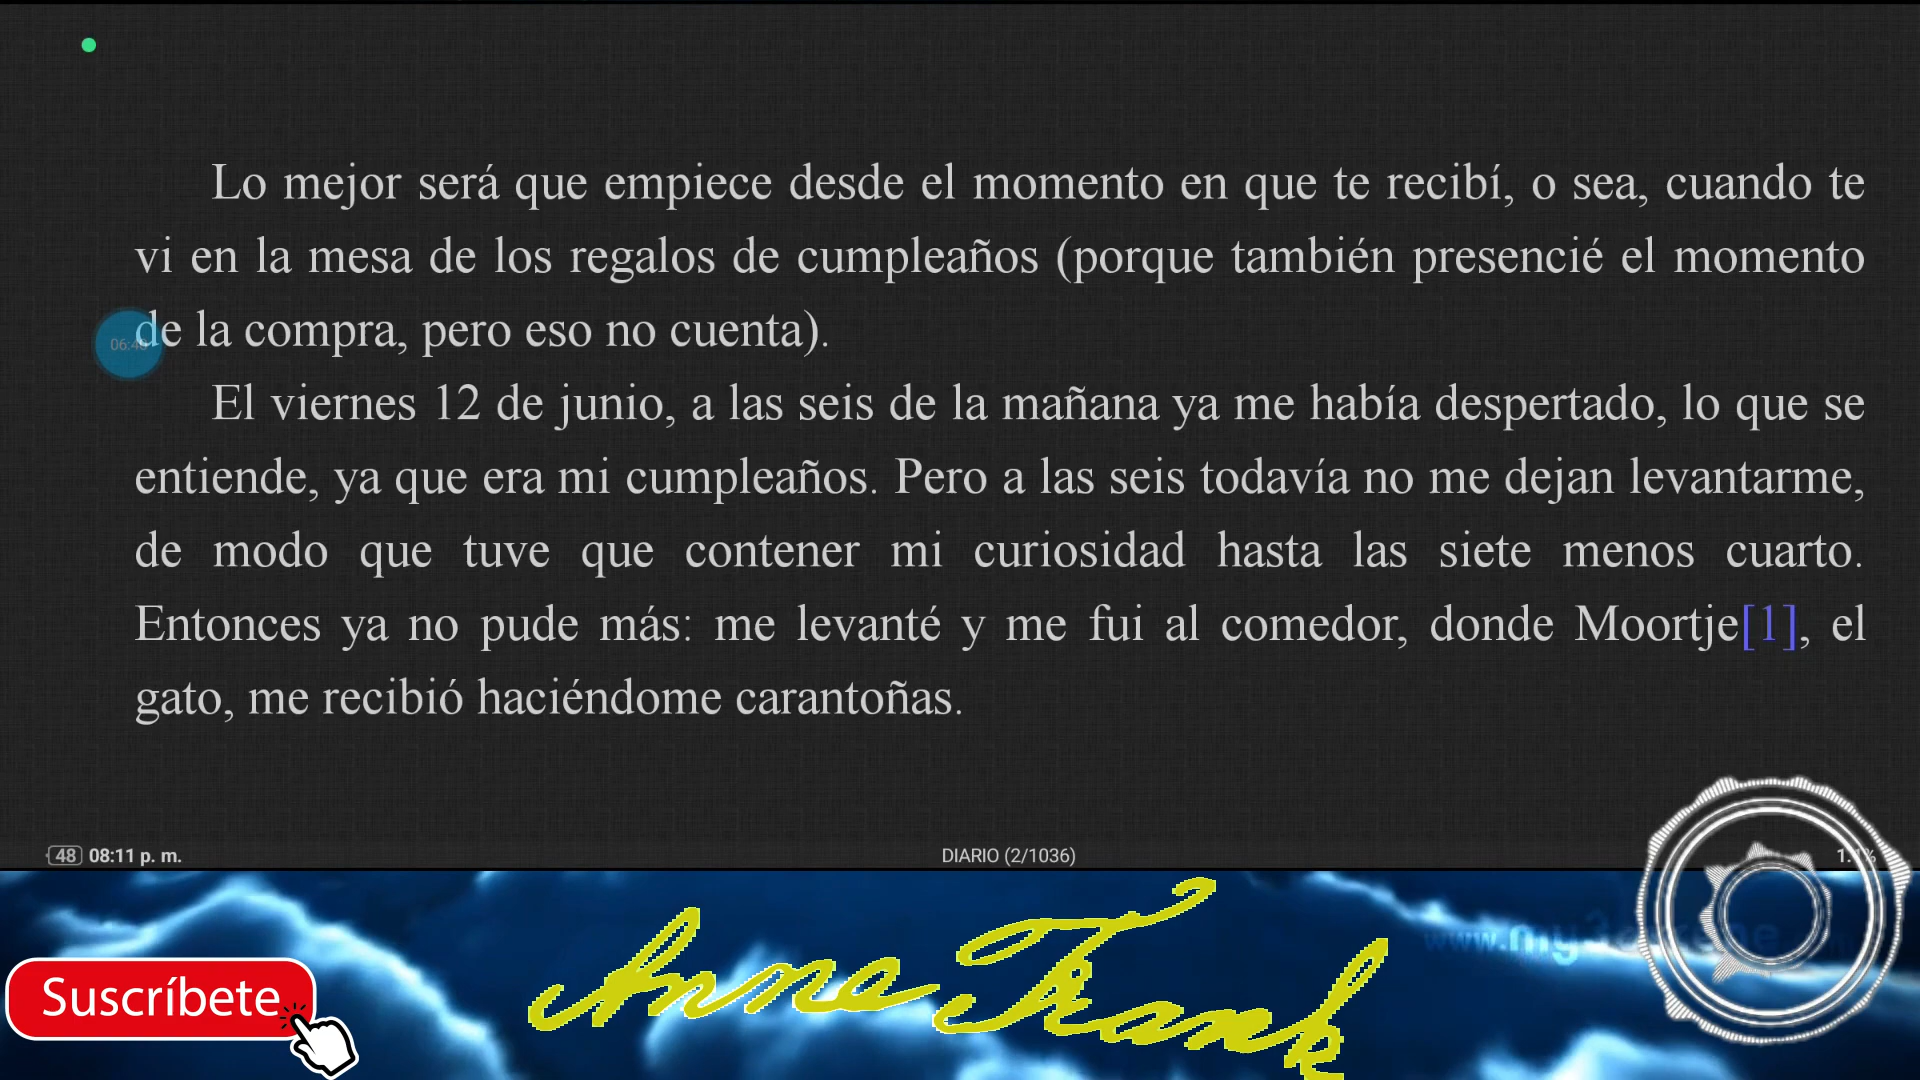 Lo mejor será que empiece desde el momento en que te recibí, o sea, cuando te
vi en la mesa de los regalos de cumpleaños (porque también presencié el momento
de la compra, pero eso no cuenta).
El viernes 12 de junio, a las seis de la mañana ya me había despertado, lo que se
entiende, ya que era mi cumpleaños. Pero a las seis todavía no me dejan levantarme,
de modo que tuve que contener mi curiosidad hasta las siete menos cuarto.
Entonces ya no pude más: me levanté y me fui al comedor, donde Moortje[1], el
gato, me recibió haciéndome carantoñas.
48 08:11 p. m. DIARIO (2/1036)
Anne Frank
Suscríbete